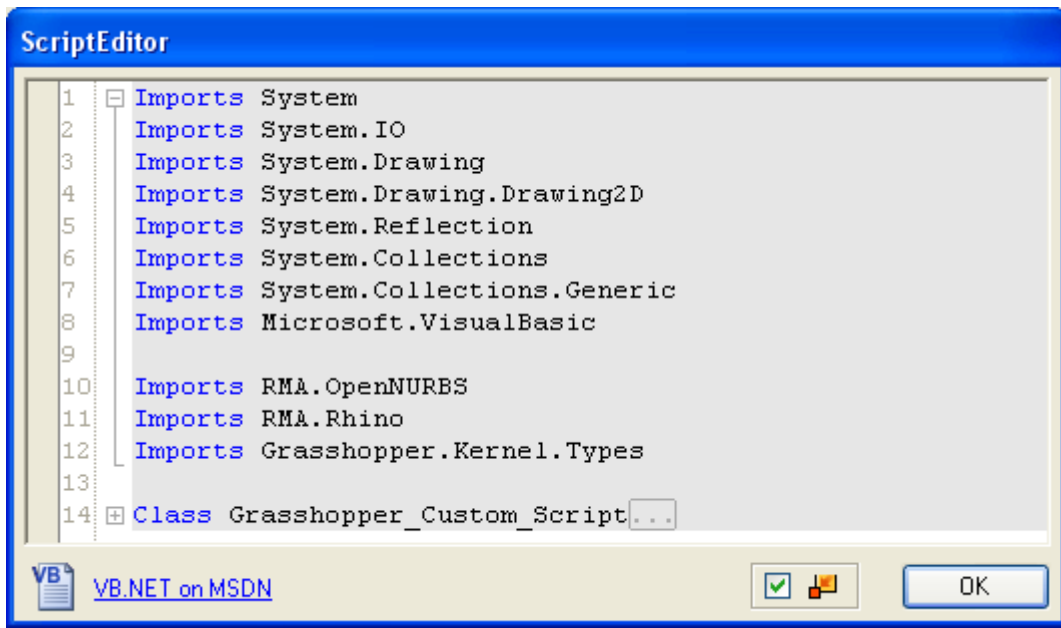 ScriptEditor
1 Imports System
2 Imports System.IO
3 Imports System.Drawing
4 Imports System.Drawing.Drawing2D
5 Imports System.Reflection
6 Imports System.Collections
7 Imports System.Collections.Generic
8 Imports Microsoft.VisualBasic
9
10 Imports RMA.OpenNURBS
11 Imports RMA.Rhino
12 Imports Grasshopper.Kernel.Types
13
14 Class Grasshopper_Custom_Script...
VB VB.NET on MSDN OK